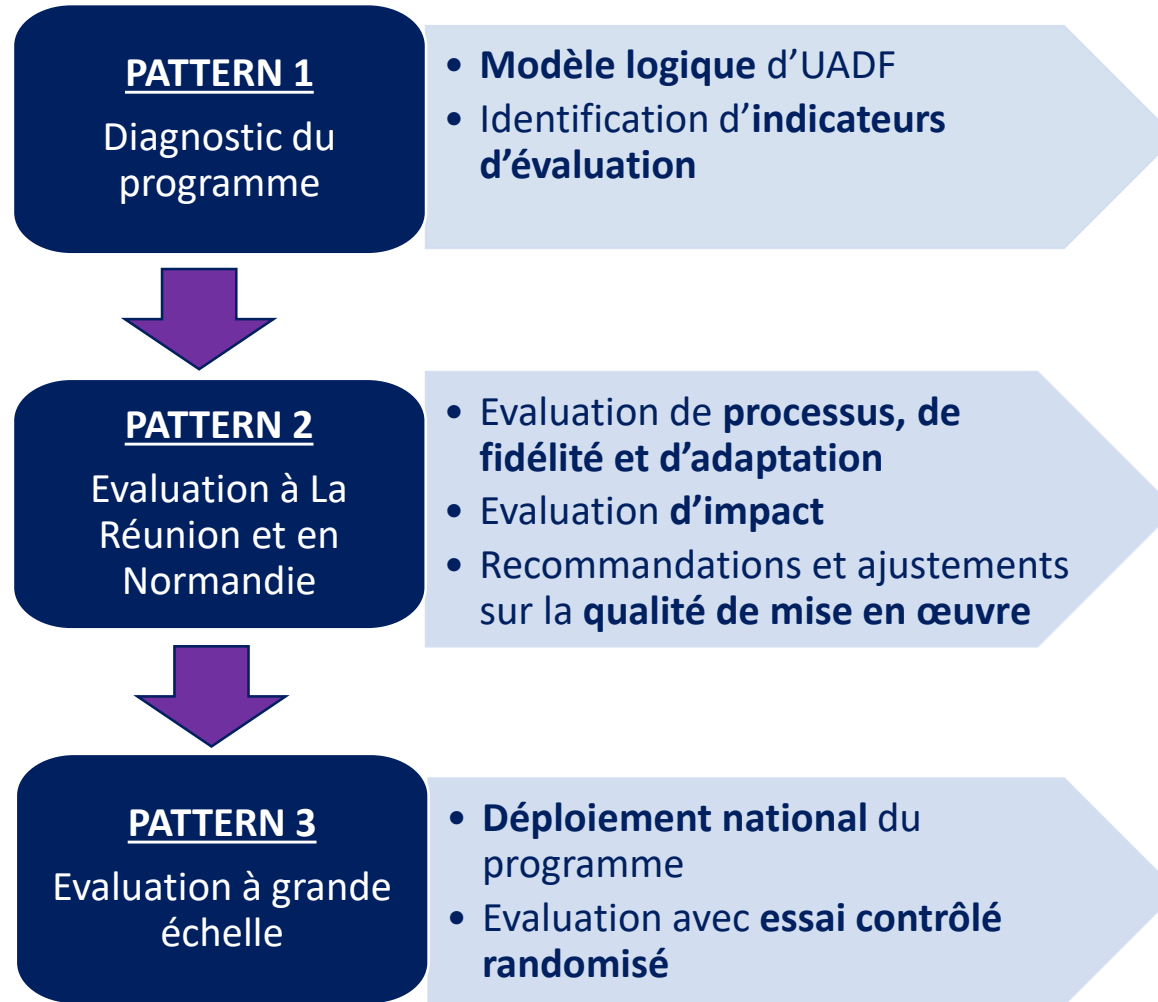 PATTERN 1
Diagnostic du
programme
• Modèle logique d’UADF
• Identification d’indicateurs
d’évaluation
PATTERN 2
Evaluation à La
Réunion et en
Normandie
• Evaluation de processus, de
fidélité et d’adaptation
• Evaluation d’impact
• Recommandations et ajustements
sur la qualité de mise en œuvre
PATTERN 3
Evaluation à grande
échelle
• Déploiement national du
programme
• Evaluation avec essai contrôlé
randomisé